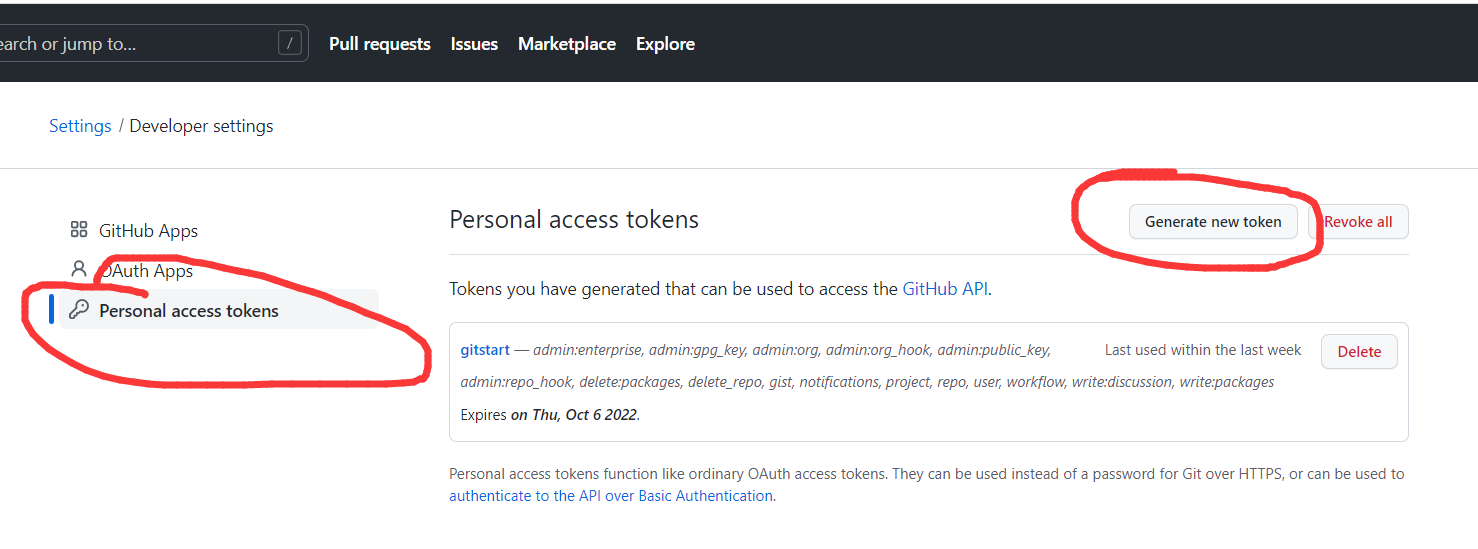 earch or jump to... /
Pull requests Issues Marketplace Explore
Settings / Developer settings
GitHub Apps
OAuth Apps
Personal access tokens
Personal access tokens
Generate new token
Revoke all
Tokens you have generated that can be used to access the GitHub API.
gitstart — admin:enterprise, admin:gpg_key, admin:org, admin:org_hook, admin:public_key,
admin:repo_hook, delete:packages, delete_repo, gist, notifications, project, repo, user, workflow, write:discussion, write:packages
Last used within the last week
Delete
Expires on Thu, Oct 6 2022.
Personal access tokens function like ordinary OAuth access tokens. They can be used instead of a password for Git over HTTPS, or can be used to
authenticate to the API over Basic Authentication.